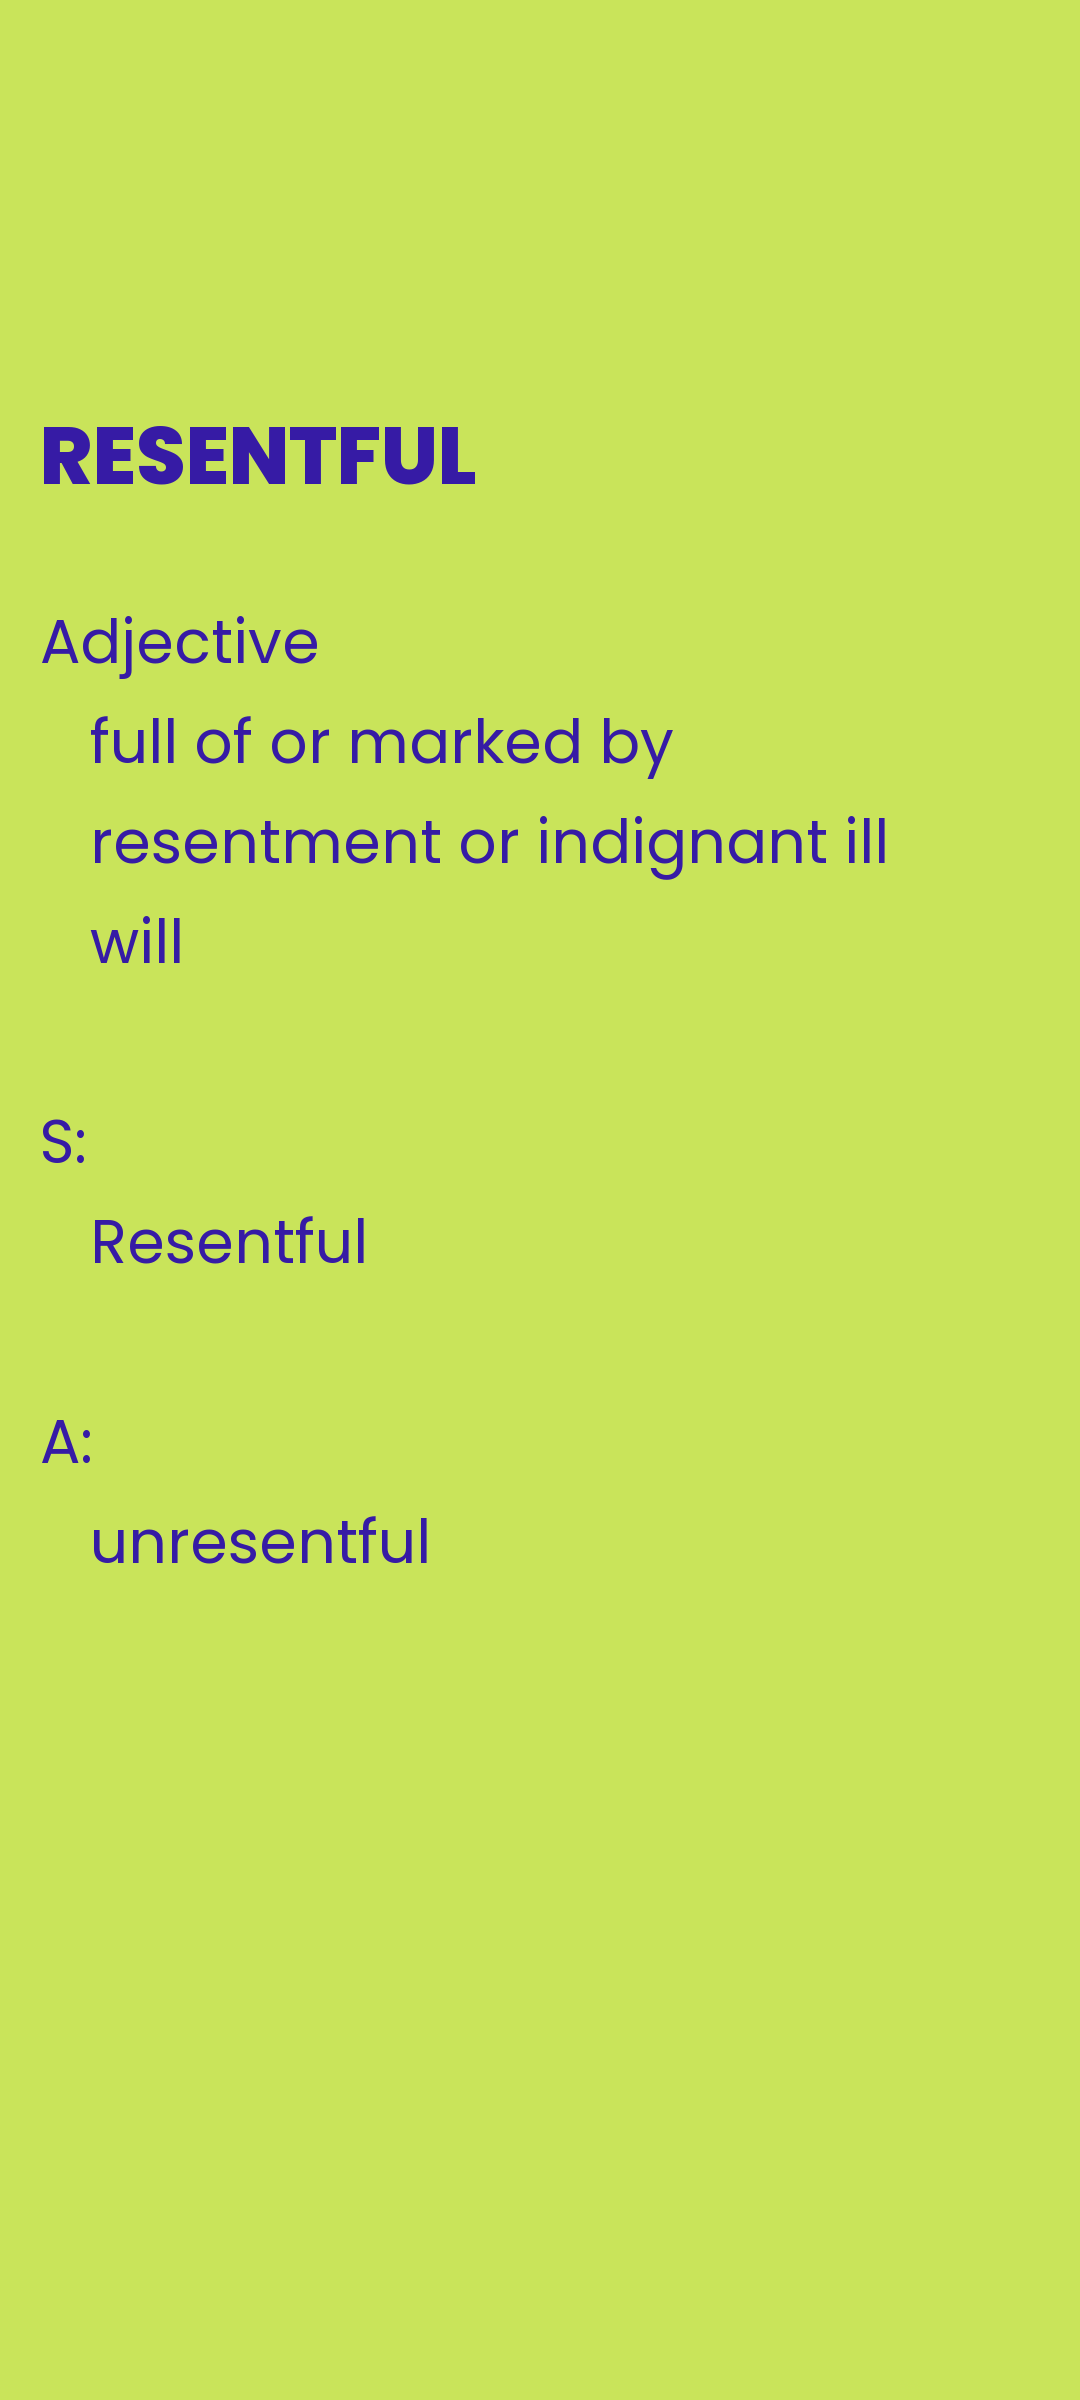 RESENTFUL
Adjective
full of or marked by
resentment or indignant ill
will
S:
Resentful
A:
unresentful